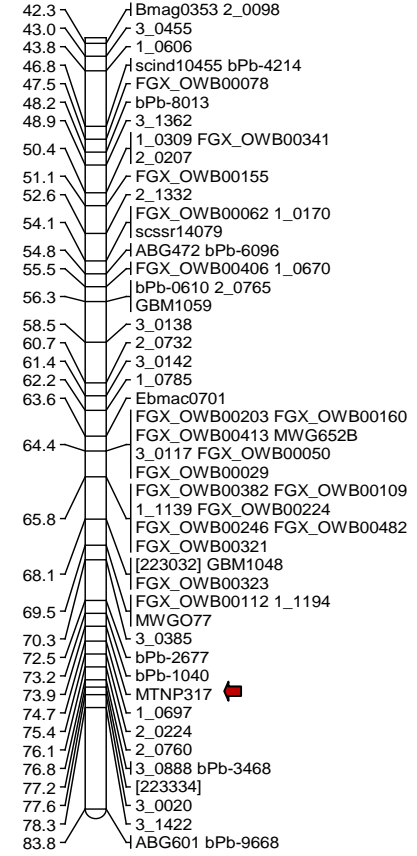 42.3 Bmag0353 2_0098
43.0 3_0455
43.8 1_0606
46.8 scind10455 bPb-4214
47.5 FGX_OWB00078
48.2 bPb-8013
48.9 3_1362
50.4 1_0309 FGX_OWB00341
2_0207
51.1 FGX_OWB00155
52.6 2_1332
54.1 FGX_OWB00062 1_0170
scssr14079
54.8 ABG472 bPb-6096
55.5 FGX_OWB00406 1_0670
56.3 bPb-0610 2_0765
GBM1059
58.5 3_0138
60.7 2_0732
61.4 3_0142
62.2 1_0785
63.6 Ebmac0701
64.4 FGX_OWB00203 FGX_OWB00160
FGX_OWB00413 MWG652B
3_0117 FGX_OWB00050
FGX_OWB00029
65.8 FGX_OWB00382 FGX_OWB00109
1_1139 FGX_OWB00224
FGX_OWB00246 FGX_OWB00482
FGX_OWB00321
68.1 [223032] GBM1048
FGX_OWB00323
69.5 FGX_OWB00112 1_1194
MWGO77
70.3 3_0385
72.5 bPb-2677
73.2 bPb-1040
73.9 MTNP317
74.7 1_0697
75.4 2_0224
76.1 2_0760
76.8 3_0888 bPb-3468
77.2 [223334]
77.6 3_0020
78.3 3_1422
83.8 ABG601 bPb-9668